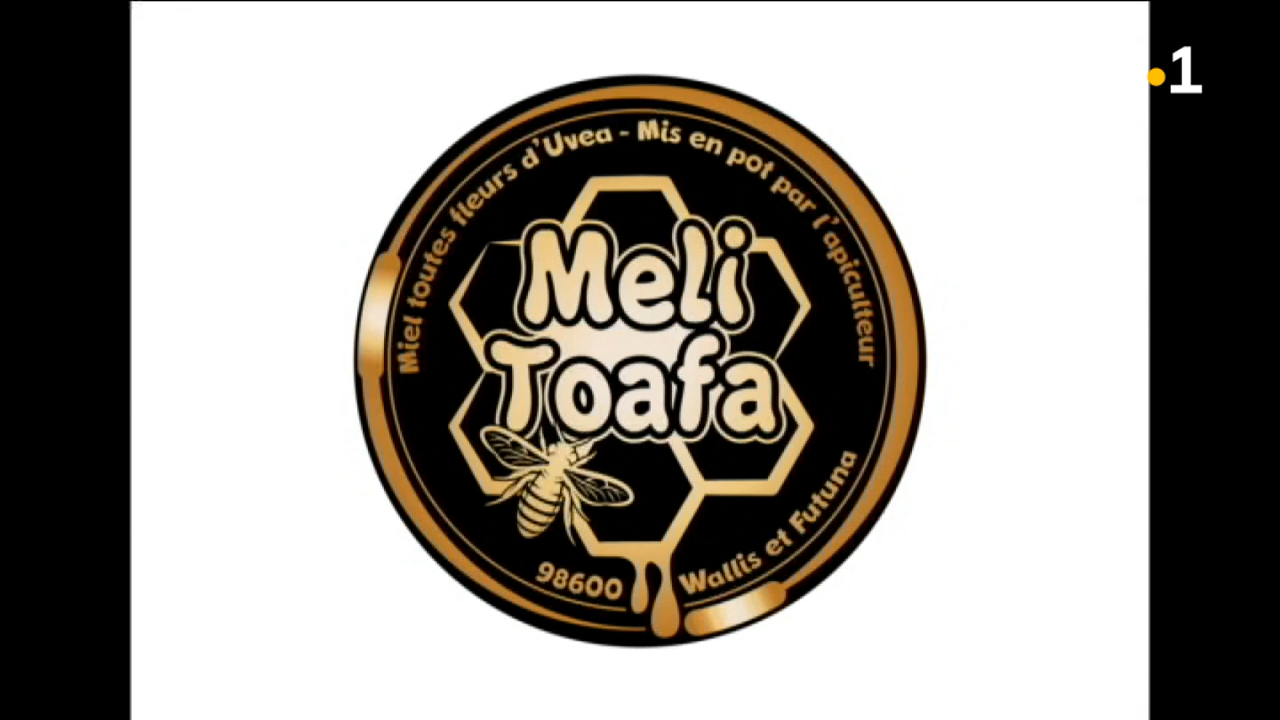 1
Miel toutes fleurs d'Uvea - Mis en pot par l'apiculteur
Meli
Toafa
98600 Wallis et Futuna